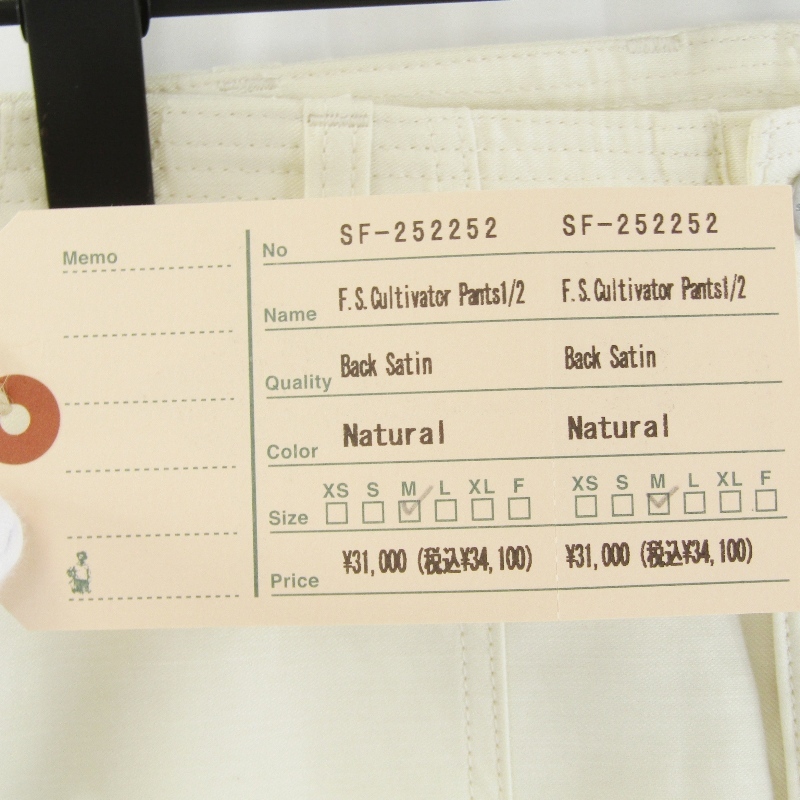 Memo
No SF-252252 SF-252252
Name F.S.Cultivator Pants1/2 F.S.Cultivator Pants1/2
Quality Back Satin Back Satin
Color Natural Natural
XS S M L XL F XS S M L XL F
Size
Price ¥31,000 (税込¥34,100) ¥31,000 (税込¥34,100)